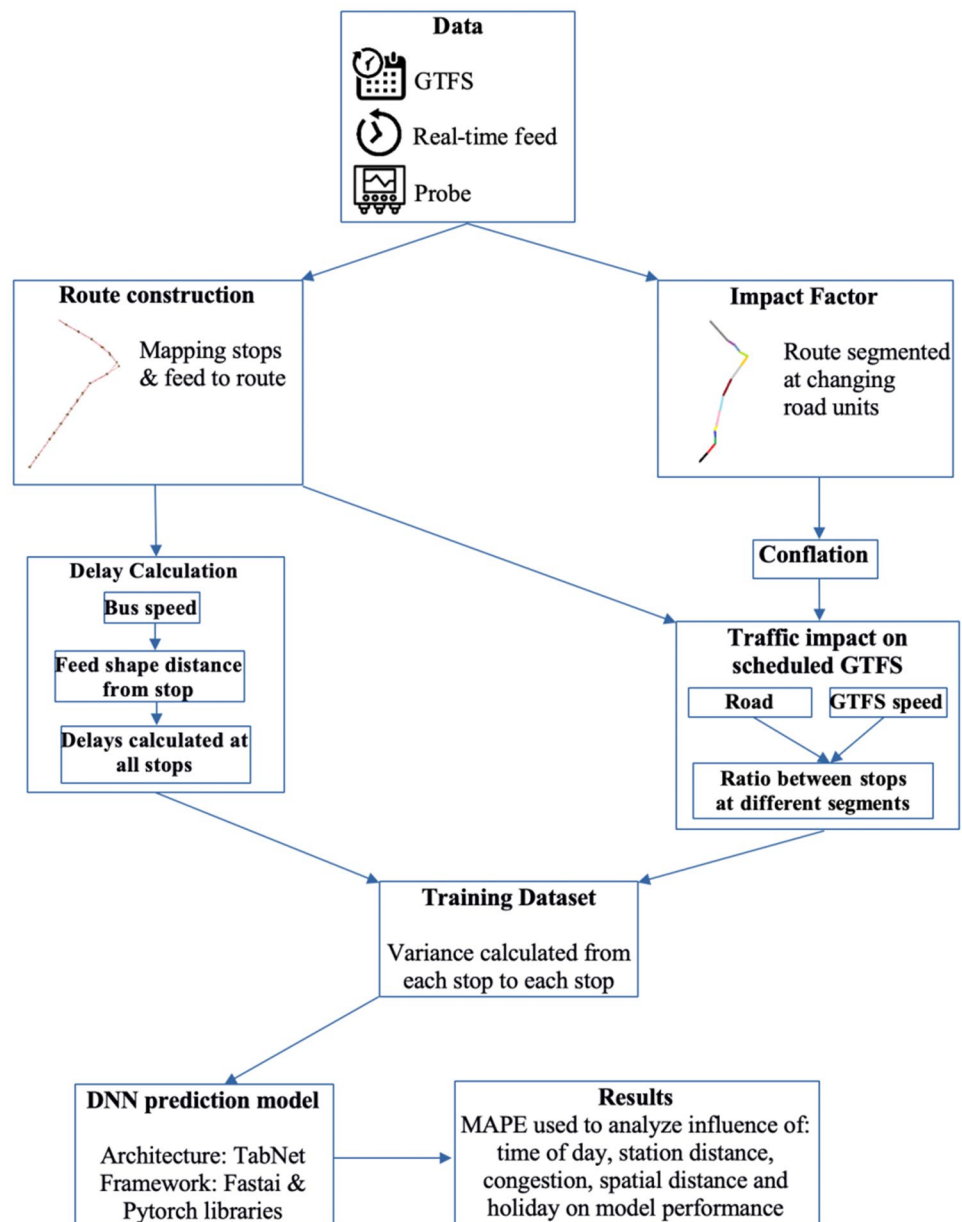 Data
GTFS
Real-time feed
Probe
Route construction
Mapping stops
& feed to route
Impact Factor
Route segmented
at changing
road units
Delay Calculation
Bus speed
Feed shape distance
from stop
Delays calculated at
all stops
Conflation
Traffic impact on
scheduled GTFS
Road
GTFS speed
Ratio between stops
at different segments
Training Dataset
Variance calculated from
each stop to each stop
DNN prediction model
Architecture: TabNet
Framework: Fastai &
Pytorch libraries
Results
MAPE used to analyze influence of:
time of day, station distance,
congestion, spatial distance and
holiday on model performance